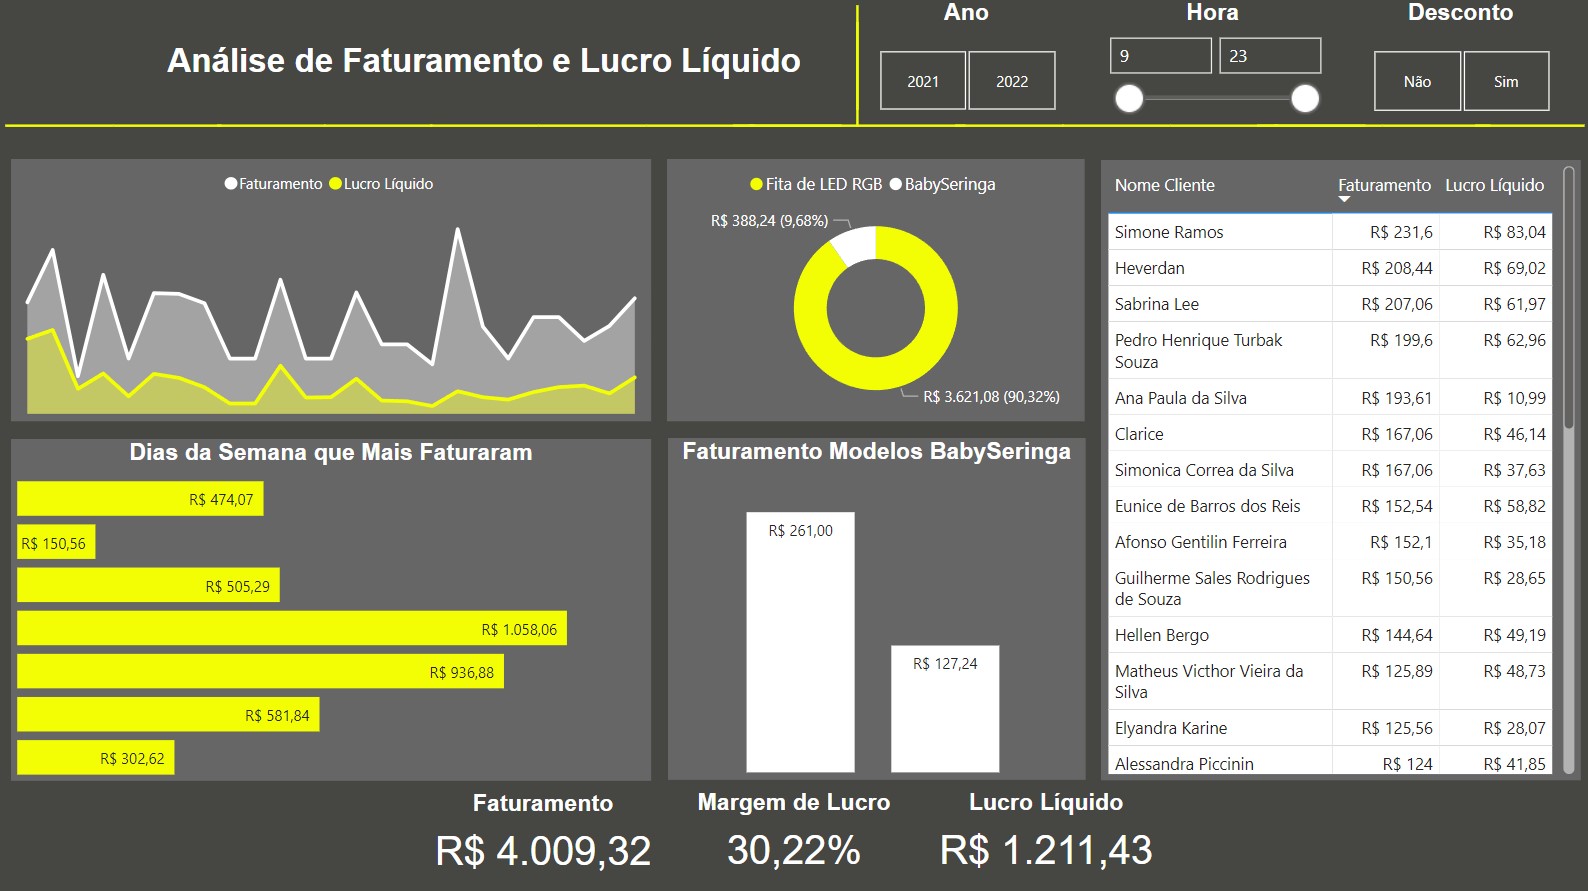 Análise de Faturamento e Lucro Líquido
Ano
2021
2022
Hora
9
23
Desconto
Não
Sim
Faturamento
Lucro Líquido
Fita de LED RGB
BabySeringa
R$ 388,24 (9,68%)
R$ 3.621,08 (90,32%)
Dias da Semana que Mais Faturaram
R$ 474,07
R$ 150,56
R$ 505,29
R$ 1.058,06
R$ 936,88
R$ 581,84
R$ 302,62
Faturamento Modelos BabySeringa
R$ 261,00
R$ 127,24
Nome Cliente Faturamento Lucro Líquido
Simone Ramos R$ 231,6 R$ 83,04
Heverdan R$ 208,44 R$ 69,02
Sabrina Lee R$ 207,06 R$ 61,97
Pedro Henrique Turbak R$ 199,6 R$ 62,96
Souza
Ana Paula da Silva R$ 193,61 R$ 10,99
Clarice R$ 167,06 R$ 46,14
Simonica Correa da Silva R$ 167,06 R$ 37,63
Eunice de Barros dos Reis R$ 152,54 R$ 58,82
Afonso Gentilin Ferreira R$ 152,1 R$ 35,18
Guilherme Sales Rodrigues R$ 150,56 R$ 28,65
de Souza
Hellen Bergo R$ 144,64 R$ 49,19
Matheus Victhor Vieira da R$ 125,89 R$ 48,73
Silva
Elyandra Karine R$ 125,56 R$ 28,07
Alessandra Piccinin R$ 124 R$ 41,85
Faturamento
R$ 4.009,32
Margem de Lucro
30,22%
Lucro Líquido
R$ 1.211,43